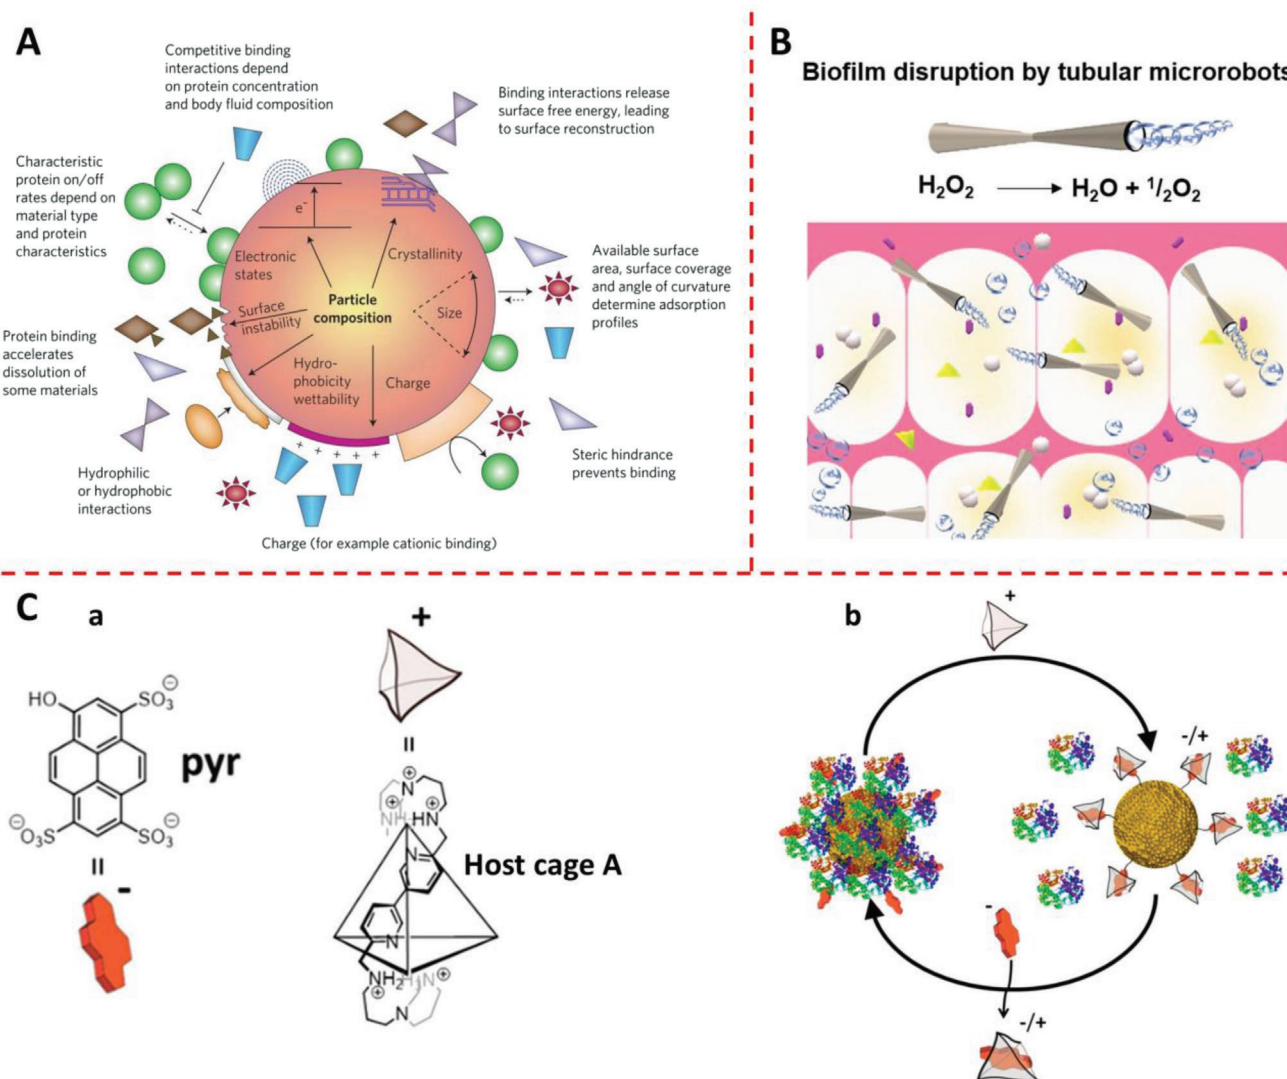 A
Competitive binding
interactions depend
on protein concentration
and body fluid composition
Binding interactions release
surface free energy, leading
to surface reconstruction
Characteristic
protein on/off
rates depend on
material type
and protein
characteristics
e-
Electronic
states
Crystallinity
Available surface
area, surface coverage
and angle of curvature
determine adsorption
profiles
Particle
composition
Surface
instability
Size
Protein binding
accelerates
dissolution of
some materials
Hydro-
phobicity
wettability
Charge
+ + + + + +
Steric hindrance
prevents binding
Hydrophilic
or hydrophobic
interactions
Charge (for example cationic binding)
B
Biofilm disruption by tubular microrobots
H₂O₂ → H₂O + ¹/₂O₂
C
a
HO
SO₃⊖
⊖O₃S
SO₃⊖
pyr
=
-
+
=
⊕
N
⊕ ⊕
NH HN
N
N
Host cage A
NH₂ H₂N⊕
⊕
N
b
+
-/+
-
-/+